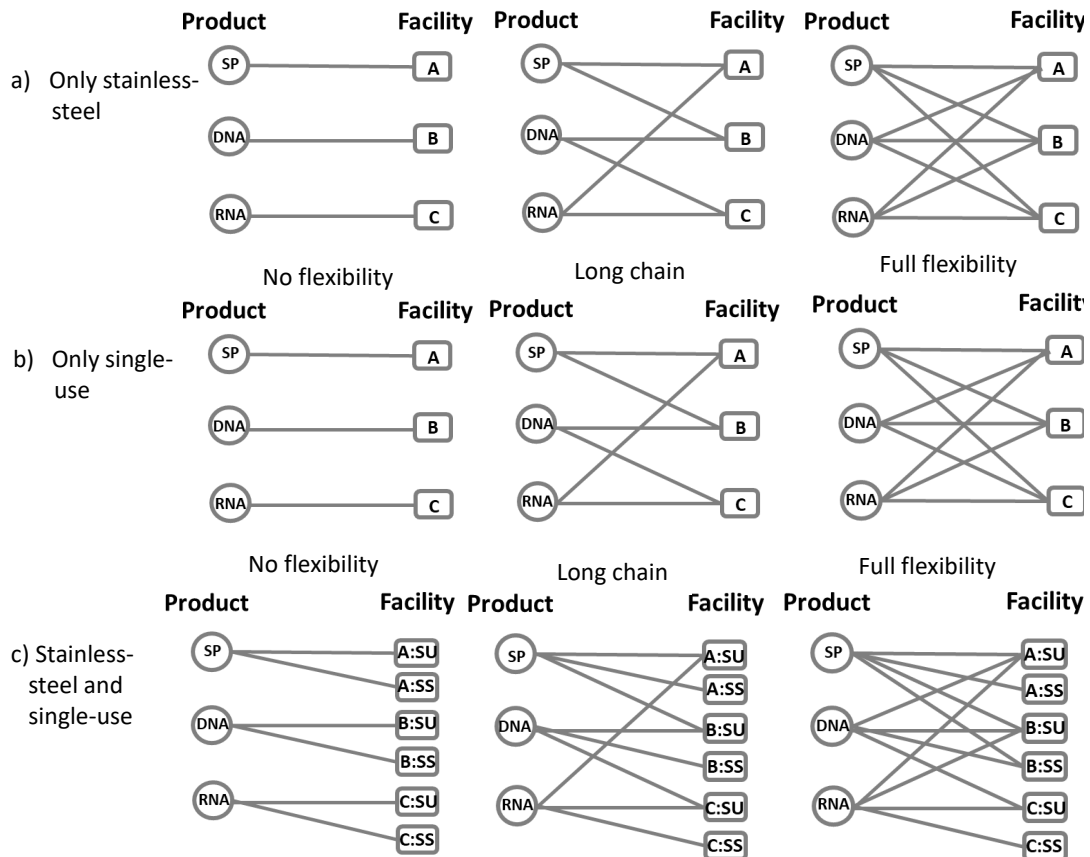 Product Facility Product Facility Product Facility
SP A SP A SP A
a) Only stainless-
steel
DNA B DNA B DNA B
RNA C RNA C RNA C
No flexibility Long chain Full flexibility
Product Facility Product Facility Product Facility
SP A SP A SP A
b) Only single-
use
DNA B DNA B DNA B
RNA C RNA C RNA C
No flexibility Long chain Full flexibility
Product Facility Product Facility Product Facility
SP A:SU SP A:SU SP A:SU
c) Stainless-
steel and
single-use
A:SS A:SS A:SS
DNA B:SU DNA B:SU DNA B:SU
B:SS B:SS B:SS
RNA C:SU RNA C:SU RNA C:SU
C:SS C:SS C:SS